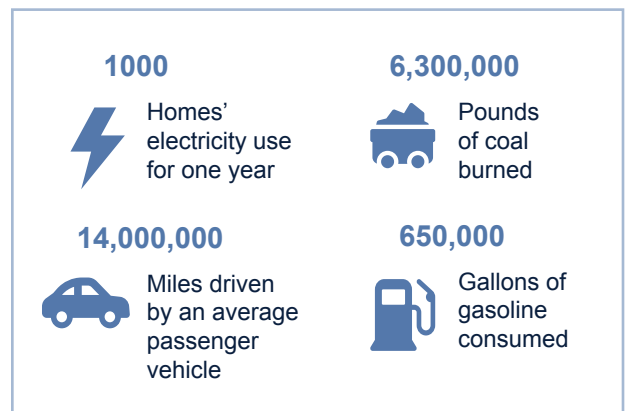 1000
Homes'
electricity use
for one year
6,300,000
Pounds
of coal
burned
14,000,000
Miles driven
by an average
passenger
vehicle
650,000
Gallons of
gasoline
consumed